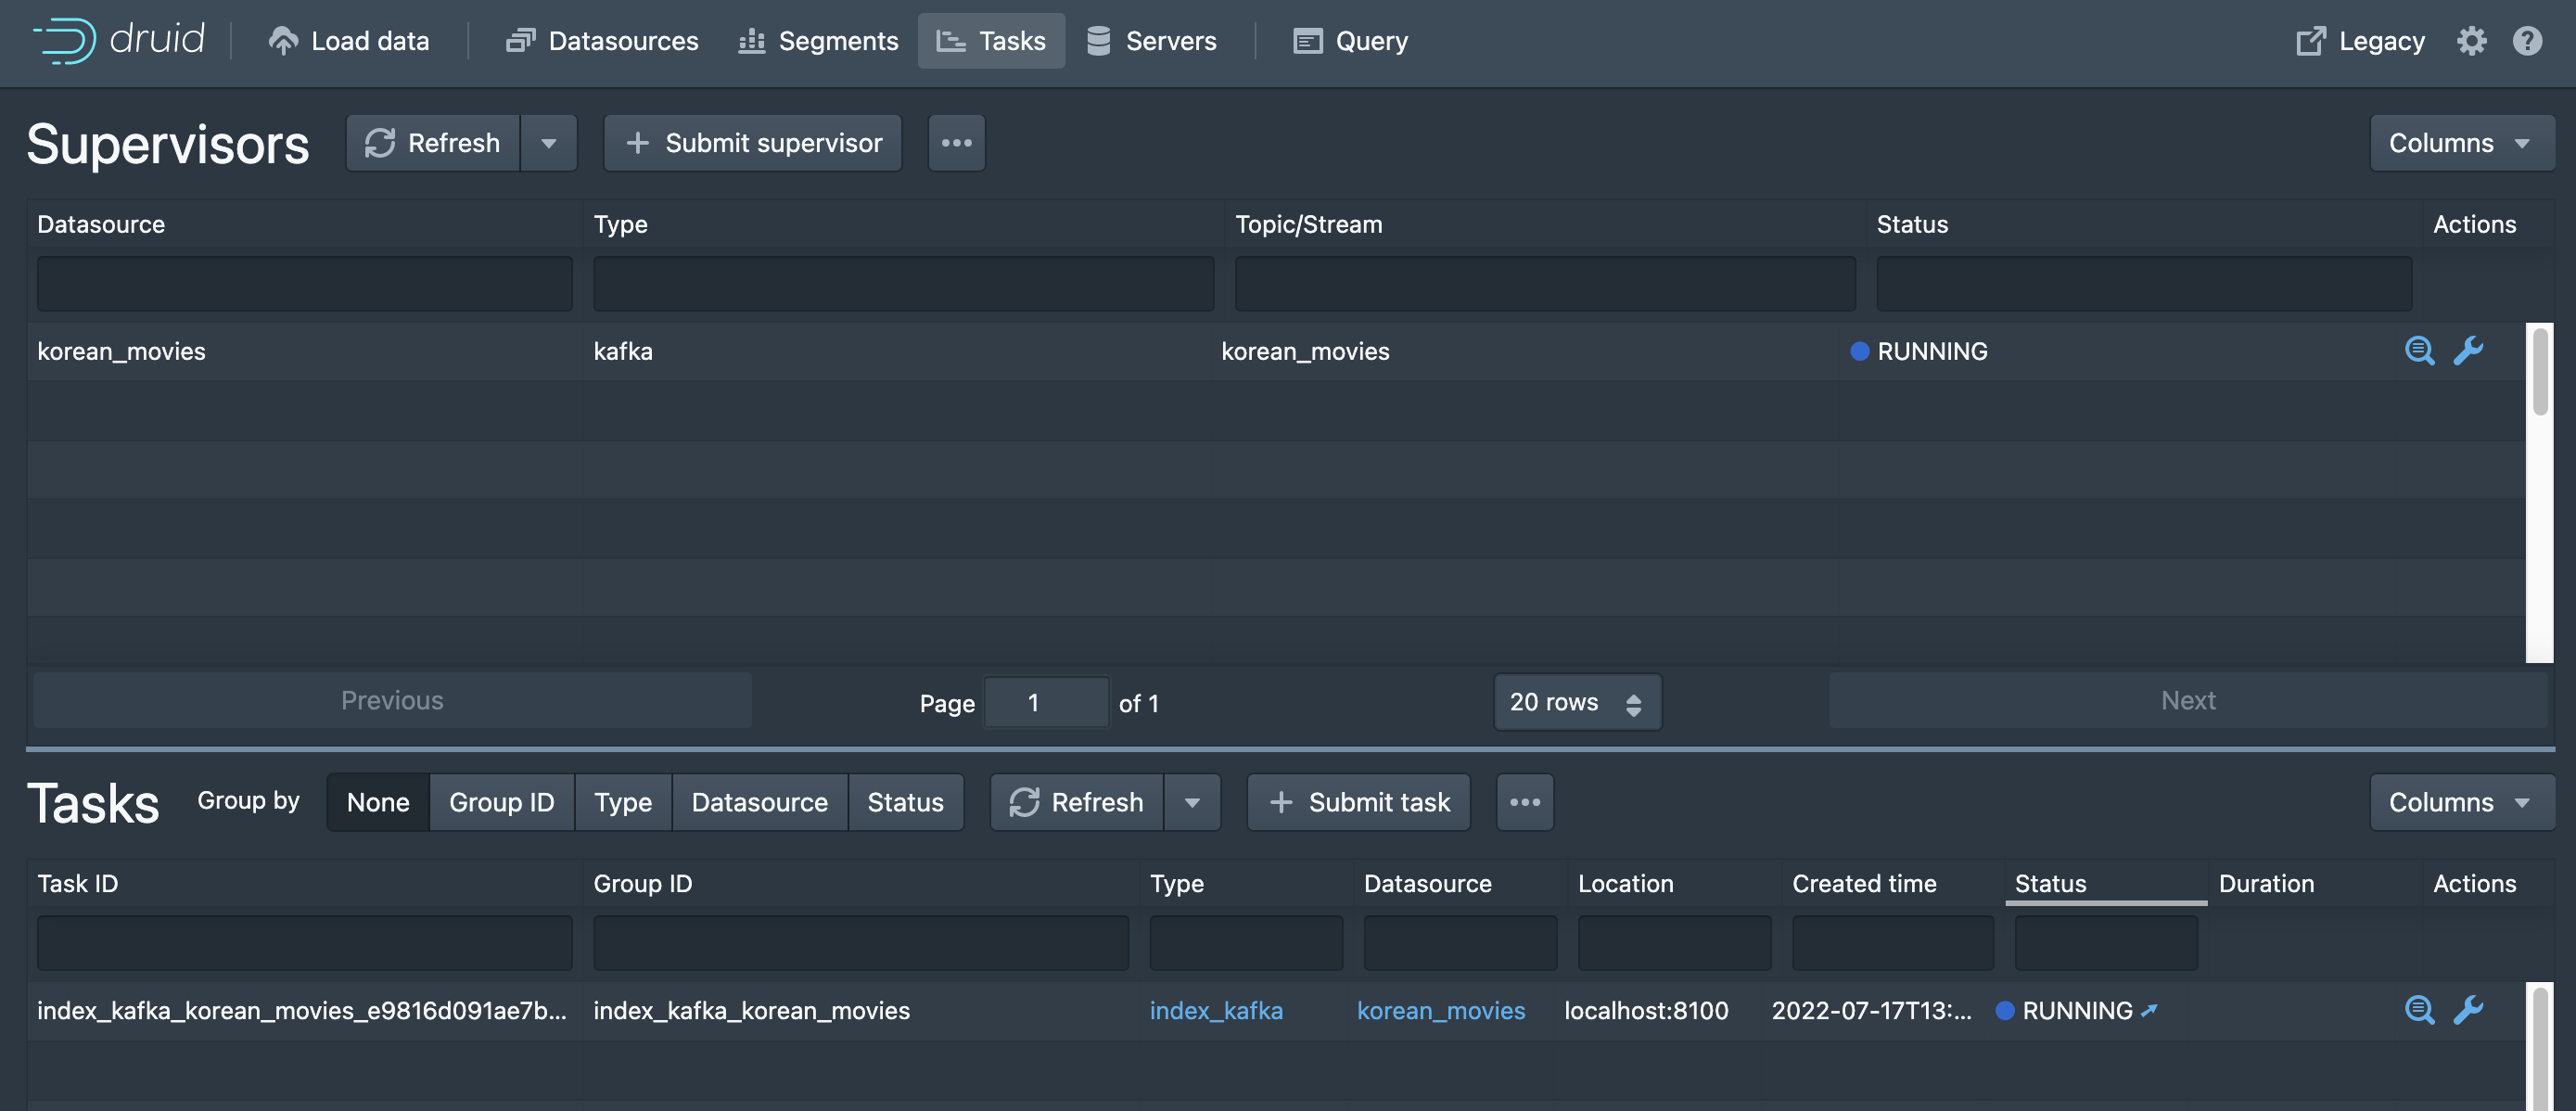 druid Load data Datasources Segments Tasks Servers Query Legacy
Supervisors Refresh Submit supervisor Columns
Datasource Type Topic/Stream Status Actions
korean_movies kafka korean_movies RUNNING
Previous Page 1 of 1 20 rows Next
Tasks Group by None Group ID Type Datasource Status Refresh Submit task Columns
Task ID Group ID Type Datasource Location Created time Status Duration Actions
index_kafka_korean_movies_e9816d091ae7b... index_kafka_korean_movies index_kafka korean_movies localhost:8100 2022-07-17T13:... RUNNING